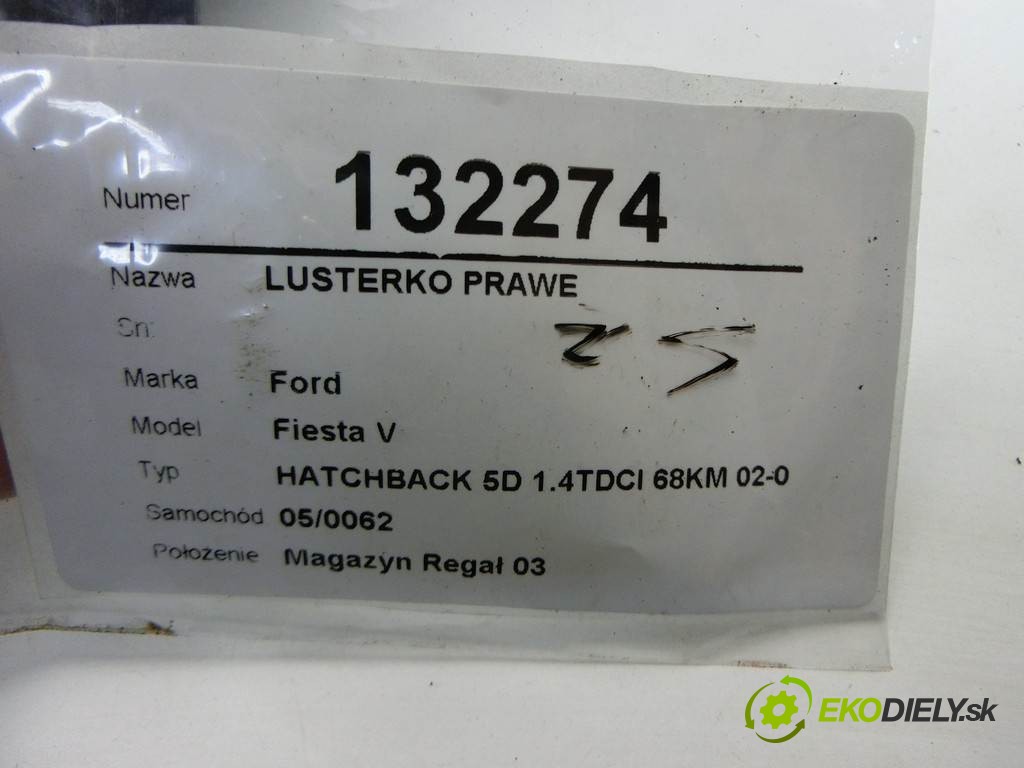 Numer 132274
Nazwa LUSTERKO PRAWE
Sn:
Marka Ford
Model Fiesta V
Typ HATCHBACK 5D 1.4TDCI 68KM 02-0
Samochód 05/0062
Położenie Magazyn Regał 03
EKODIELY.sk